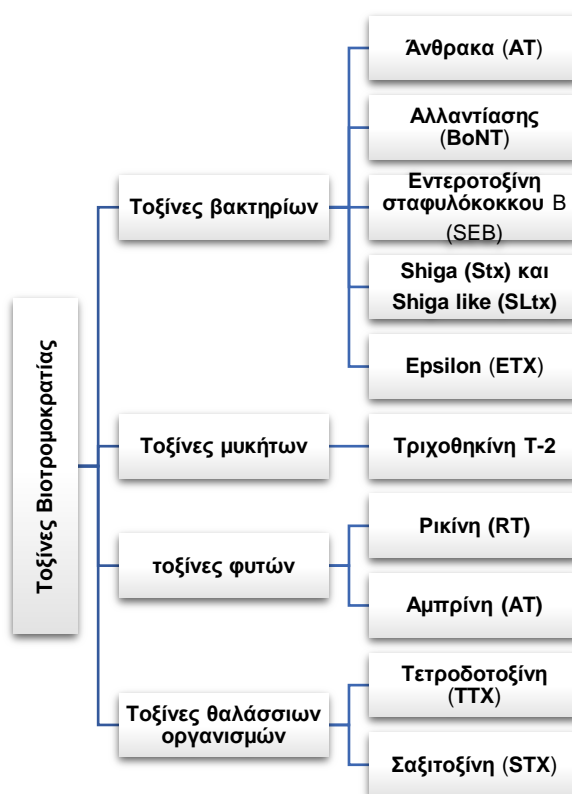 Τοξίνες Βιοτρομοκρατίας
Τοξίνες βακτηρίων
Άνθρακα (AT)
Αλλαντίασης
(BoNT)
Εντεροτοξίνη
σταφυλόκοκκου Β
(SEB)
Shiga (Stx) και
Shiga like (SLtx)
Epsilon (ETX)
Τοξίνες μυκήτων
Τριχοθηκίνη Τ-2
τοξίνες φυτών
Ρικίνη (RT)
Αμπρίνη (AT)
Τοξίνες θαλάσσιων
οργανισμών
Τετροδοτοξίνη
(TTX)
Σαξιτοξίνη (STX)